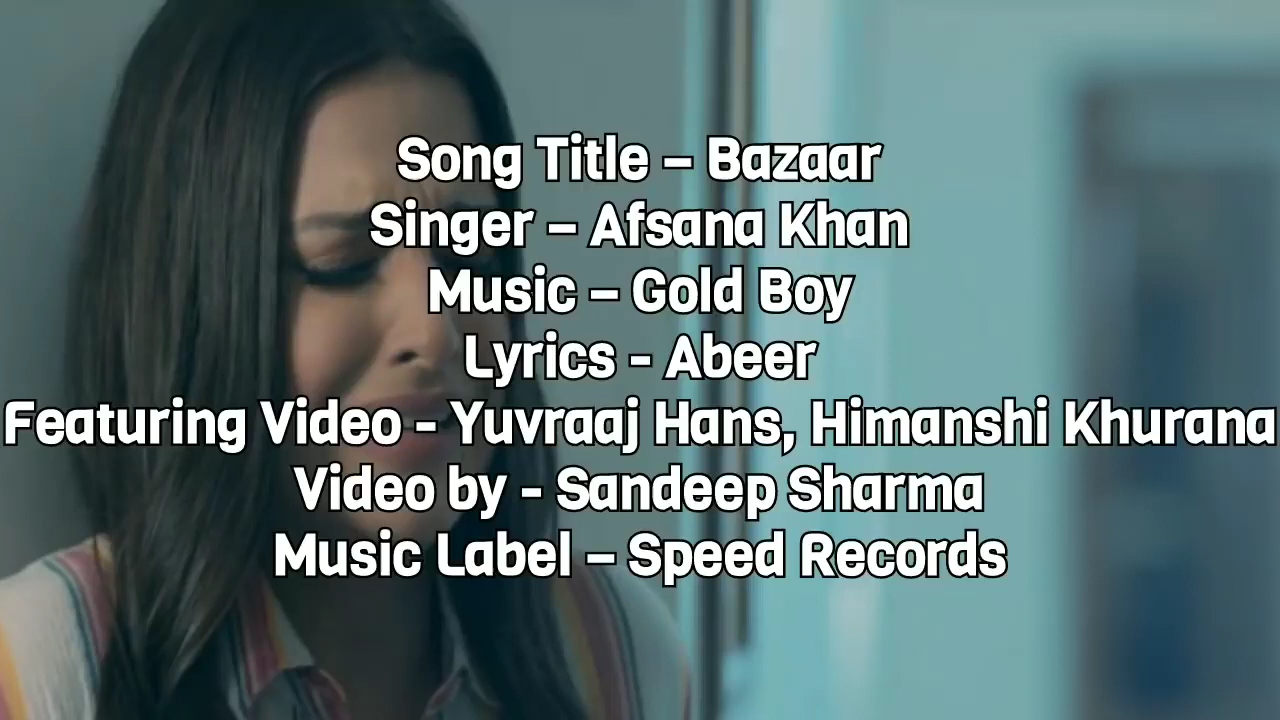 Song Title – Bazaar
Singer – Afsana Khan
Music – Gold Boy
Lyrics - Abeer
Featuring Video - Yuvraaj Hans, Himanshi Khurana
Video by - Sandeep Sharma
Music Label – Speed Records